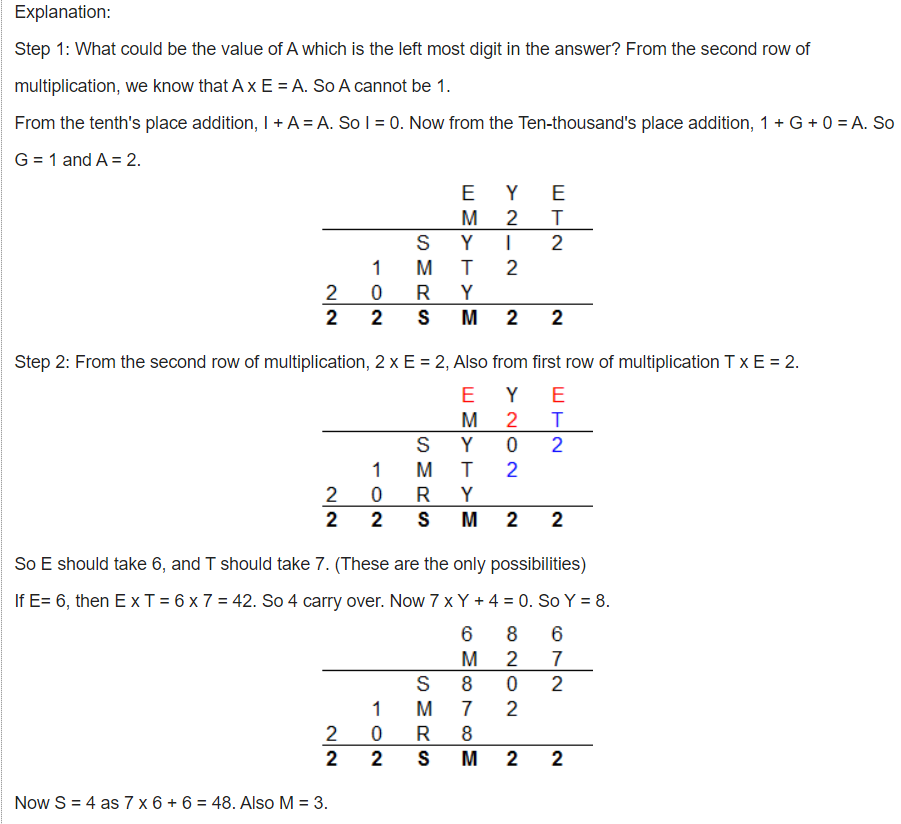 Explanation:
Step 1: What could be the value of A which is the left most digit in the answer? From the second row of
multiplication, we know that A x E = A. So A cannot be 1.
From the tenth's place addition, I + A = A. So I = 0. Now from the Ten-thousand's place addition, 1 + G + 0 = A. So
G = 1 and A = 2.
E Y E
M 2 T
S Y I 2
1 M T 2
2 0 R Y
2 2 S M 2 2
Step 2: From the second row of multiplication, 2 x E = 2, Also from first row of multiplication T x E = 2.
E Y E
M 2 T
S Y 0 2
1 M T 2
2 0 R Y
2 2 S M 2 2
So E should take 6, and T should take 7. (These are the only possibilities)
If E= 6, then E x T = 6 x 7 = 42. So 4 carry over. Now 7 x Y + 4 = 0. So Y = 8.
6 8 6
M 2 7
S 8 0 2
1 M 7 2
2 0 R 8
2 2 S M 2 2
Now S = 4 as 7 x 6 + 6 = 48. Also M = 3.